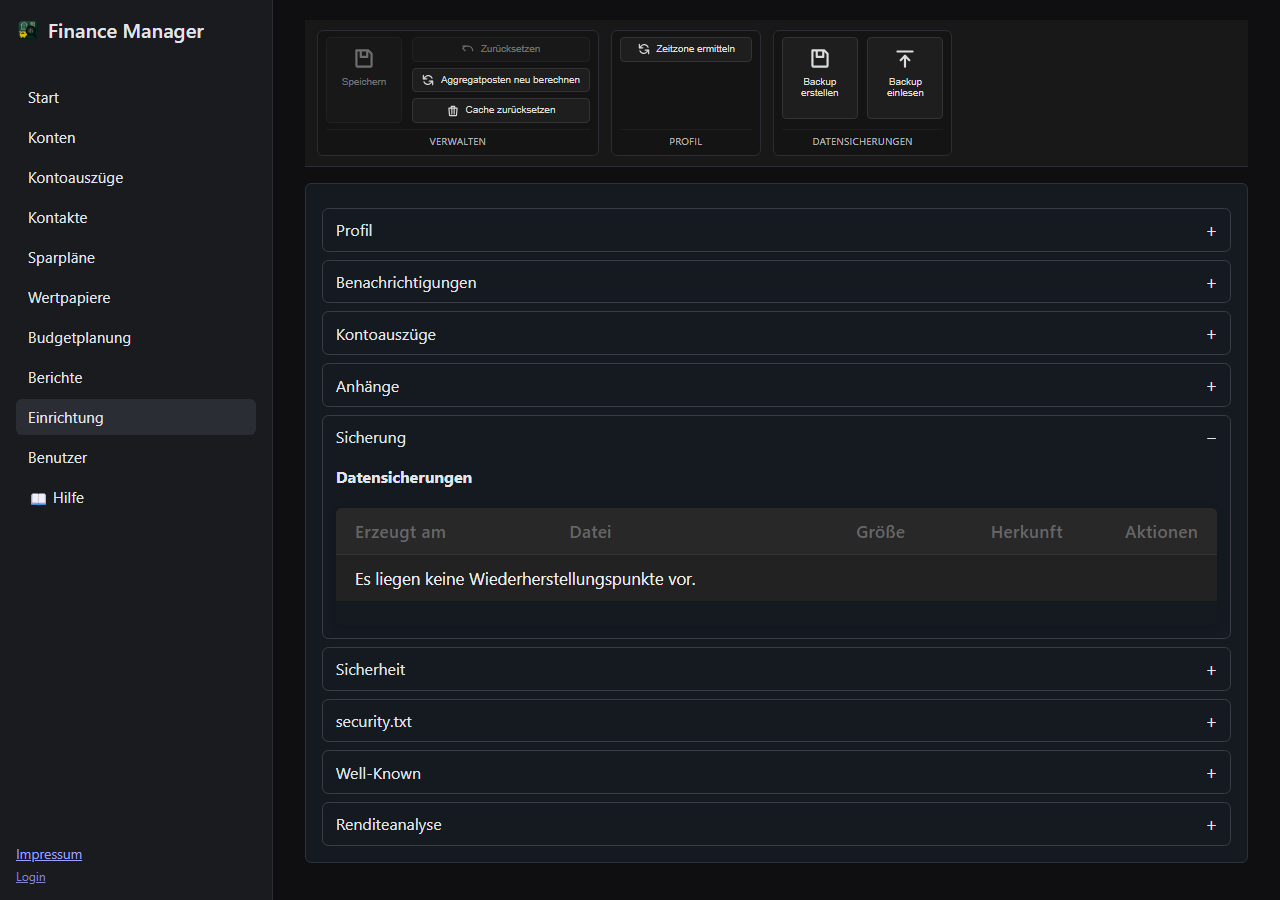 Finance Manager
Start
Konten
Kontoauszüge
Kontakte
Sparpläne
Wertpapiere
Budgetplanung
Berichte
Einrichtung
Benutzer
Hilfe
Impressum
Login
Speichern
Zurücksetzen
Aggregatposten neu berechnen
Cache zurücksetzen
VERWALTEN
Zeitzone ermitteln
PROFIL
Backup
erstellen
Backup
einlesen
DATENSICHERUNGEN
Profil +
Benachrichtigungen +
Kontoauszüge +
Anhänge +
Sicherung –
Datensicherungen
Erzeugt am Datei Größe Herkunft Aktionen
Es liegen keine Wiederherstellungspunkte vor.
Sicherheit +
security.txt +
Well-Known +
Renditeanalyse +